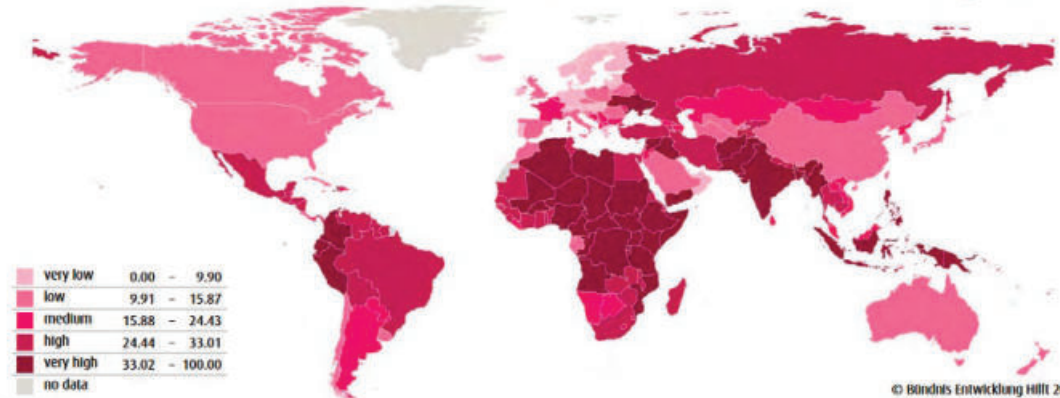 very low 0.00 – 9.90
low 9.91 – 15.87
medium 15.88 – 24.43
high 24.44 – 33.01
very high 33.02 – 100.00
no data
© Bündnis Entwicklung Hilft 2